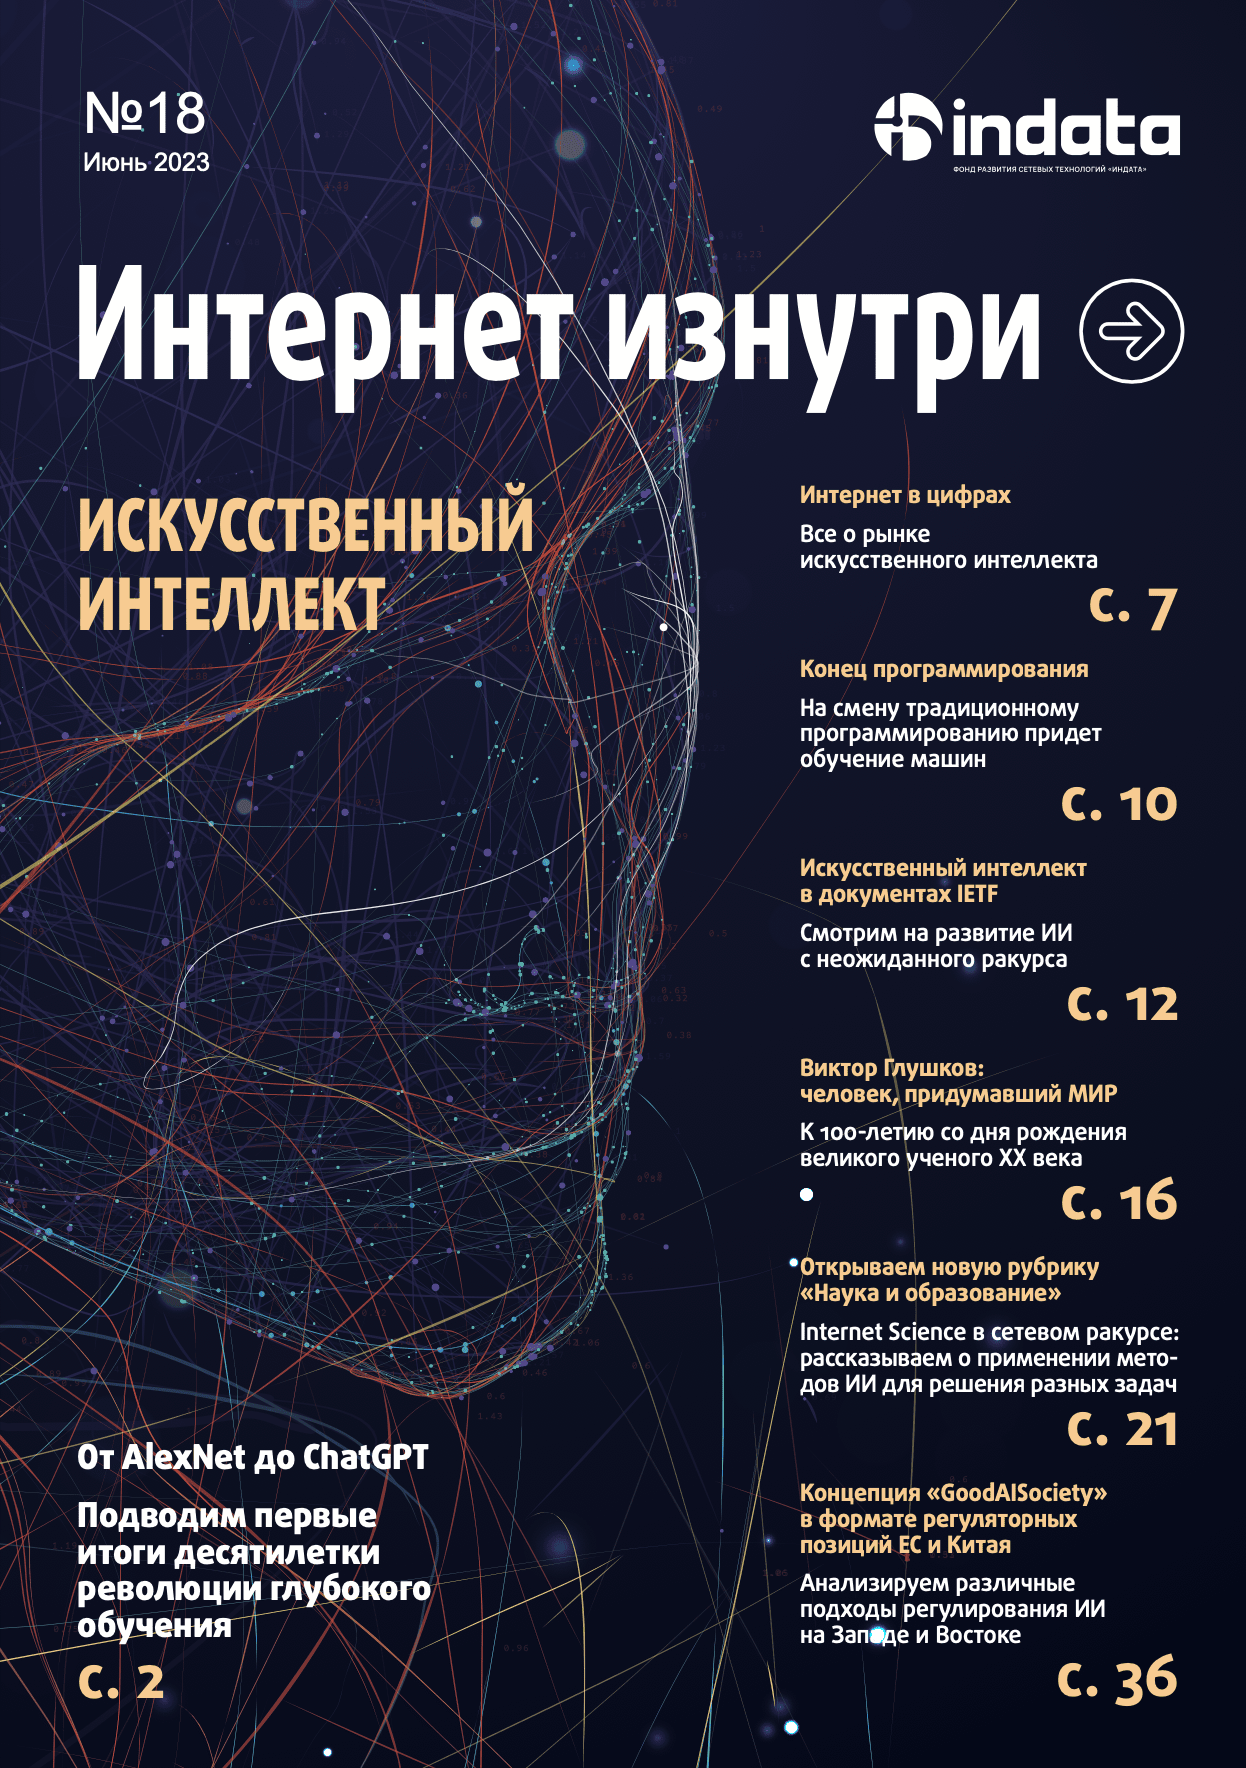 №18
Июнь 2023
indata
ФОНД РАЗВИТИЯ СЕТЕВЫХ ТЕХНОЛОГИЙ «ИНДАТА»
Интернет изнутри
ИСКУССТВЕННЫЙ
ИНТЕЛЛЕКТ
От AlexNet до ChatGPT
Подводим первые
итоги десятилетки
революции глубокого
обучения
С. 2
Интернет в цифрах
Все о рынке
искусственного интеллекта
С. 7
Конец программирования
На смену традиционному
программированию придет
обучение машин
С. 10
Искусственный интеллект
в документах IETF
Смотрим на развитие ИИ
с неожиданного ракурса
С. 12
Виктор Глушков:
человек, придумавший МИР
К 100-летию со дня рождения
великого ученого XX века
С. 16
Открываем новую рубрику
«Наука и образование»
Internet Science в сетевом ракурсе:
рассказываем о применении мето-
дов ИИ для решения разных задач
С. 21
Концепция «GoodAISociety»
в формате регуляторных
позиций ЕС и Китая
Анализируем различные
подходы регулирования ИИ
на Западе и Востоке
С. 36